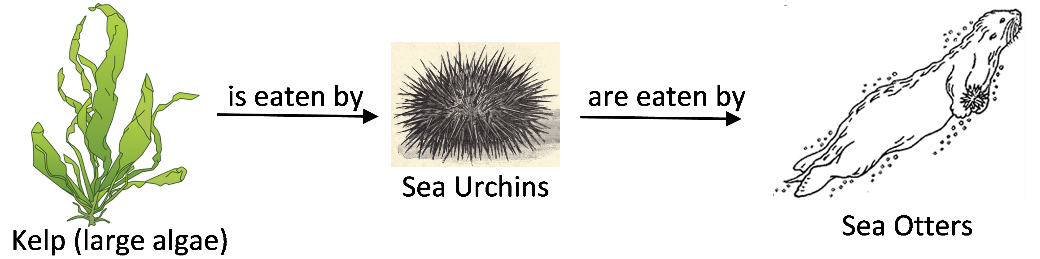 is eaten by
are eaten by
Sea Urchins
Sea Otters
Kelp (large algae)